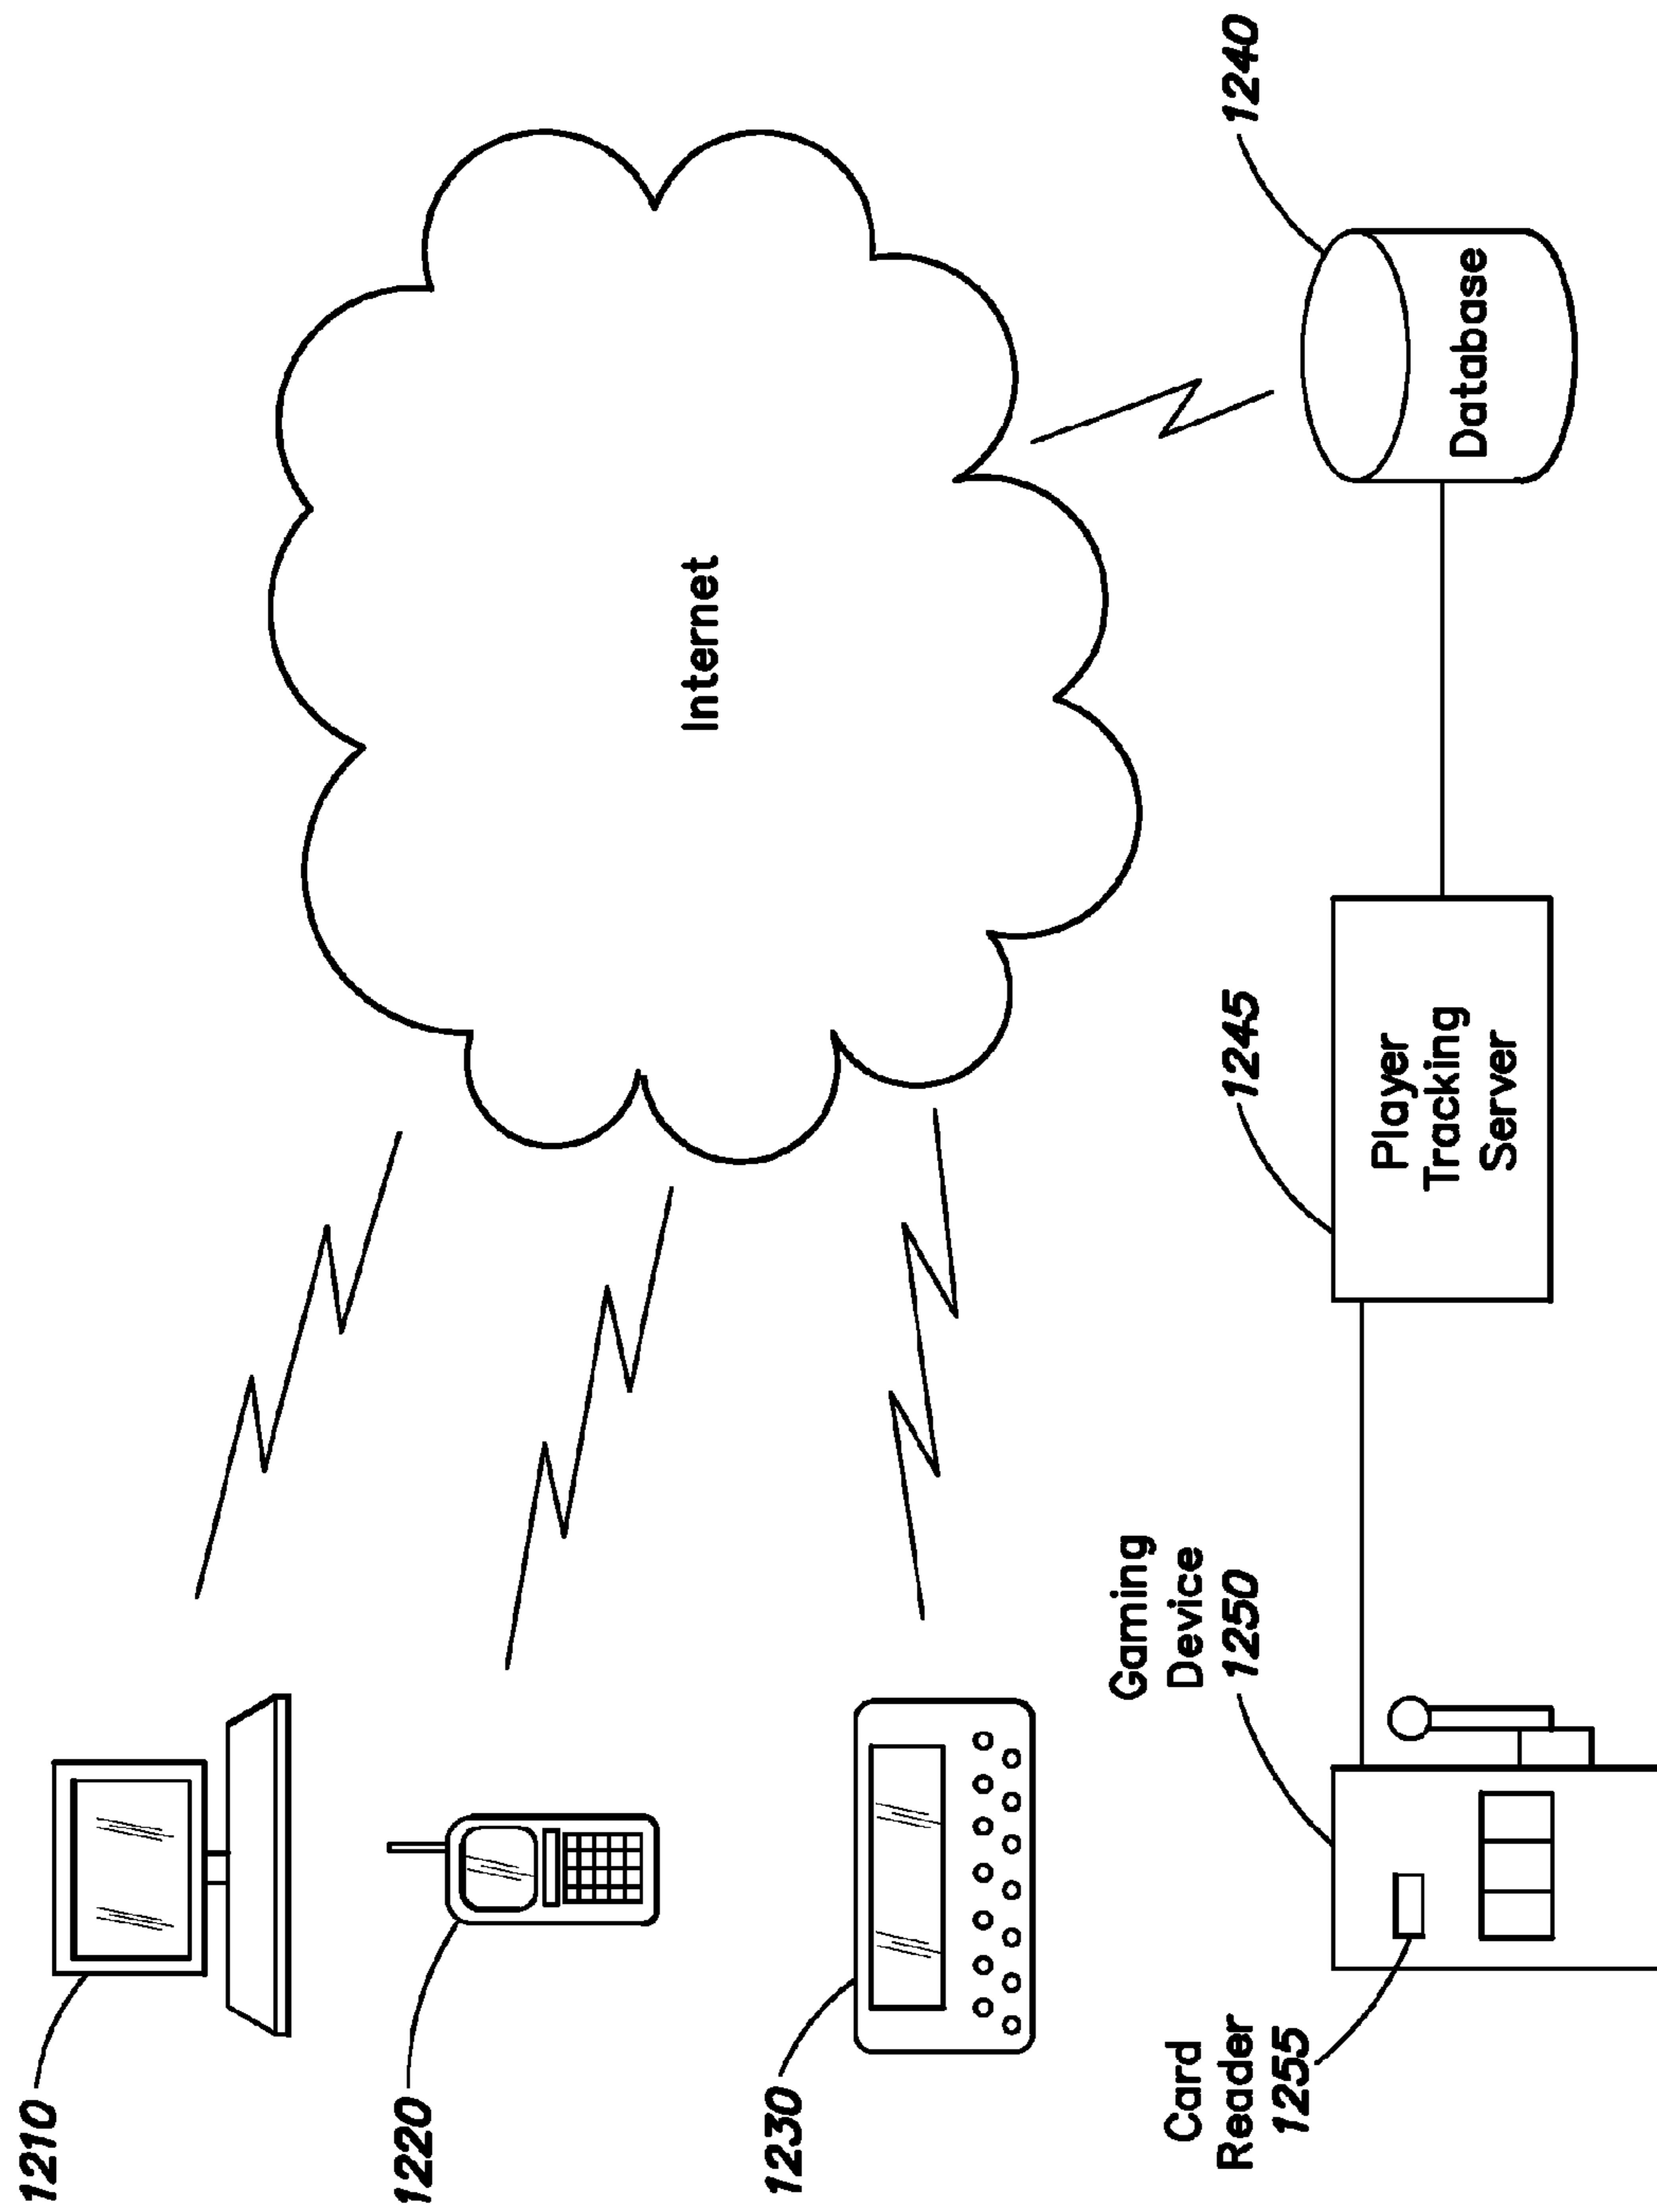 1210
1220
1230
Internet
Card
Reader
1255
Gaming
Device
1250
1245
Player
Tracking
Server
1240
Database